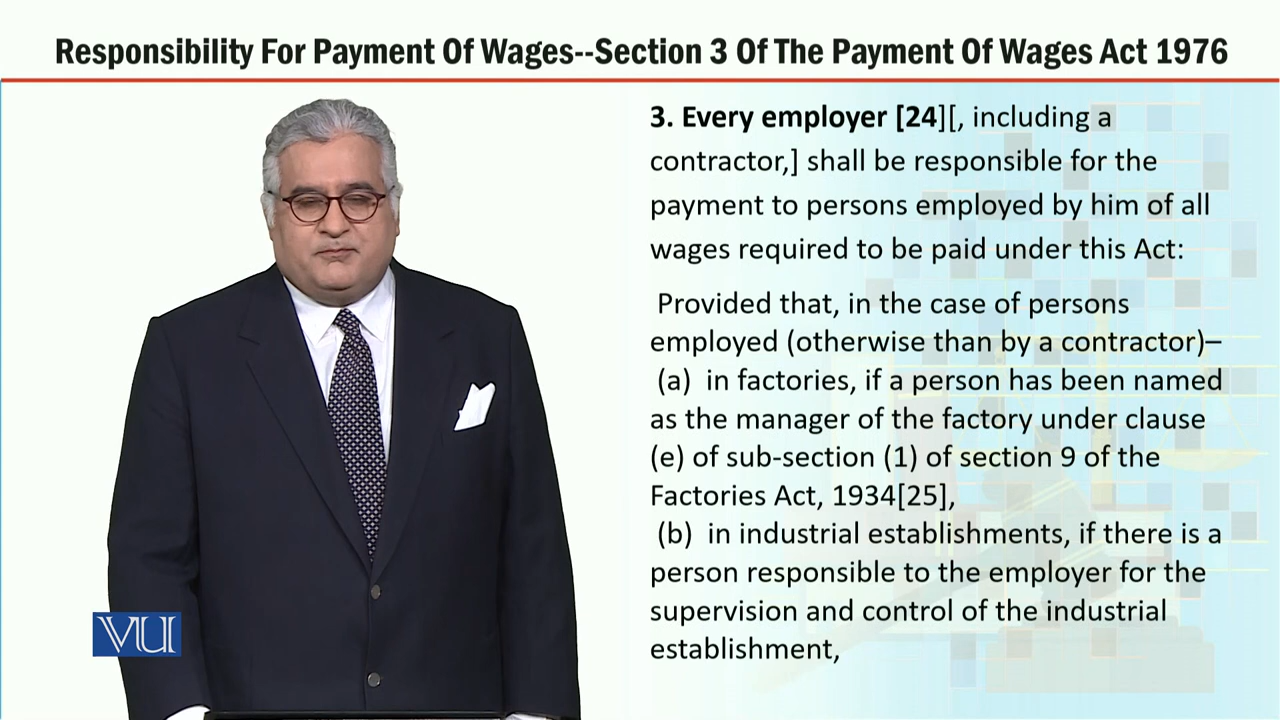 Responsibility For Payment Of Wages--Section 3 Of The Payment Of Wages Act 1976
3. Every employer [24][, including a
contractor,] shall be responsible for the
payment to persons employed by him of all
wages required to be paid under this Act:
Provided that, in the case of persons
employed (otherwise than by a contractor)–
(a) in factories, if a person has been named
as the manager of the factory under clause
(e) of sub-section (1) of section 9 of the
Factories Act, 1934[25],
(b) in industrial establishments, if there is a
person responsible to the employer for the
supervision and control of the industrial
establishment,
VU